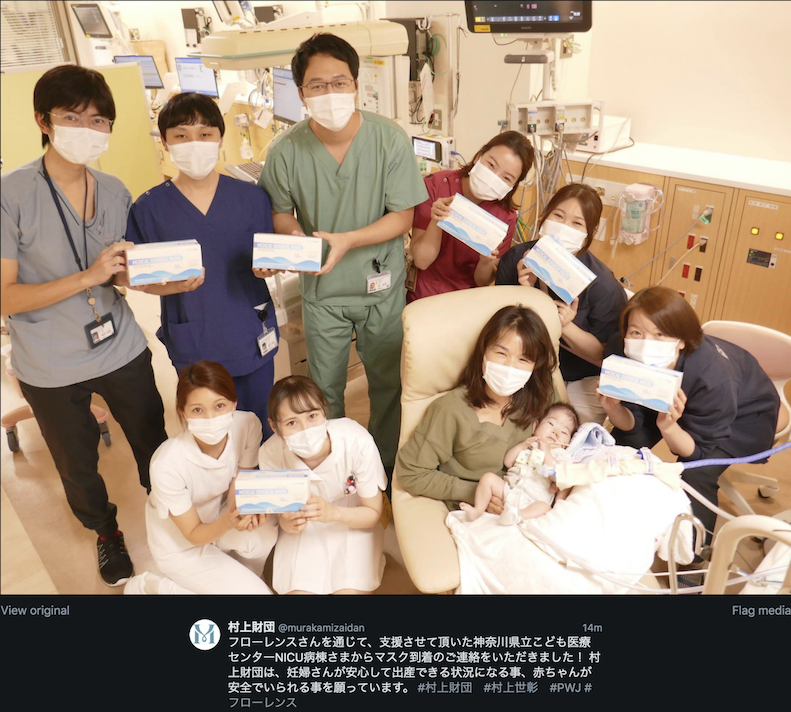 View original
Flag media
村上財団 @murakamizaidan
14m
フローレンスさんを通じて、支援させて頂いた神奈川県立こども医療
センターNICU病棟さまからマスク到着のご連絡をいただきました！ 村
上財団は、妊婦さんが安心して出産できる状況になる事、赤ちゃんが
安全でいられる事を願っています。 #村上財団　#村上世彰　#PWJ #
フローレンス